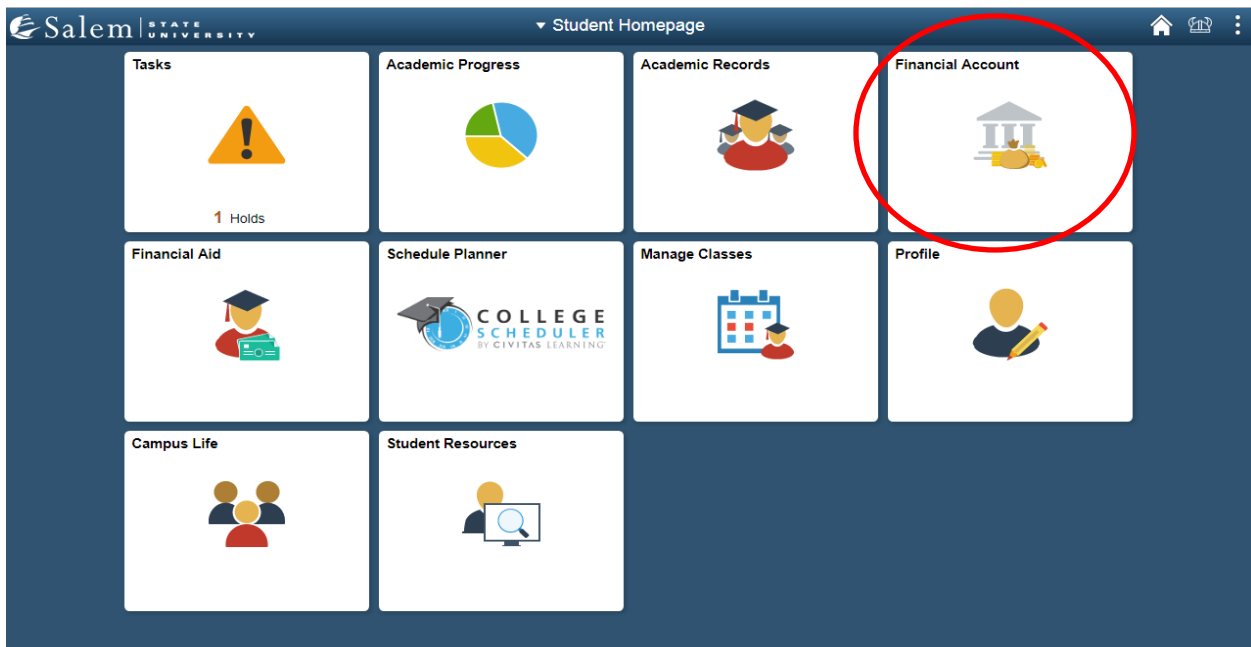 Salem STATE UNIVERSITY
Student Homepage
Tasks
Academic Progress
Academic Records
Financial Account
1 Holds
Financial Aid
Schedule Planner
Manage Classes
Profile
COLLEGE
SCHEDULER
BY CIVITAS LEARNING
Campus Life
Student Resources